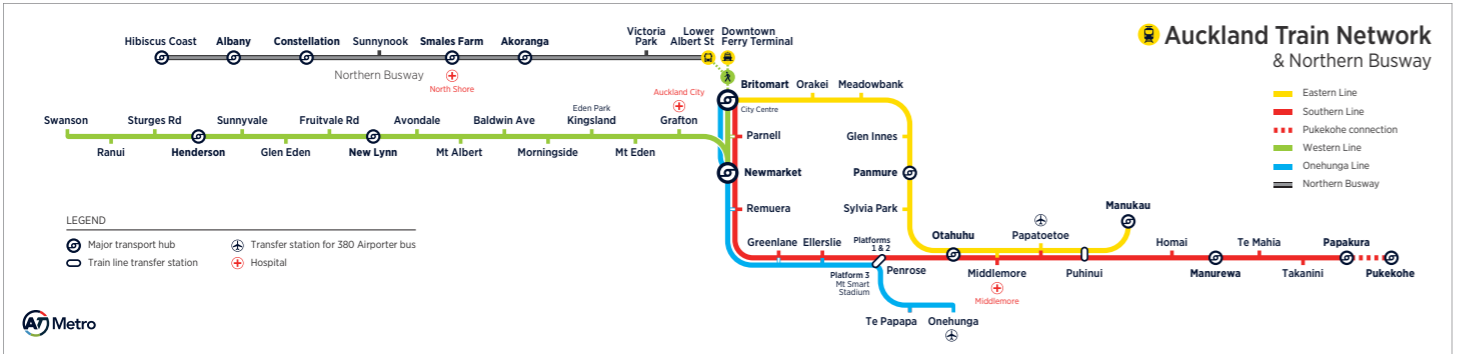 Auckland Train Network
& Northern Busway
Victoria
Park
Lower
Albert St
Downtown
Ferry Terminal
Hibiscus Coast
Albany
Constellation
Sunnynook
Smales Farm
Akoranga
Northern Busway
North Shore
Auckland City
Britomart
City Centre
Orakei
Meadowbank
Eastern Line
Southern Line
Pukekohe connection
Western Line
Onehunga Line
Northern Busway
Swanson
Sturges Rd
Sunnyvale
Fruitvale Rd
Avondale
Baldwin Ave
Eden Park
Kingsland
Grafton
Ranui
Henderson
Glen Eden
New Lynn
Mt Albert
Morningside
Mt Eden
Parnell
Newmarket
Remuera
Glen Innes
Panmure
Sylvia Park
Greenlane
Ellerslie
Platforms
1 & 2
Penrose
Platform 3
Mt Smart
Stadium
Te Papapa
Onehunga
Otahuhu
Middlemore
Middlemore
Papatoetoe
Puhinui
Manukau
Homai
Manurewa
Te Mahia
Takanini
Papakura
Pukekohe
LEGEND
Major transport hub
Train line transfer station
Transfer station for 380 Airporter bus
Hospital
AT Metro